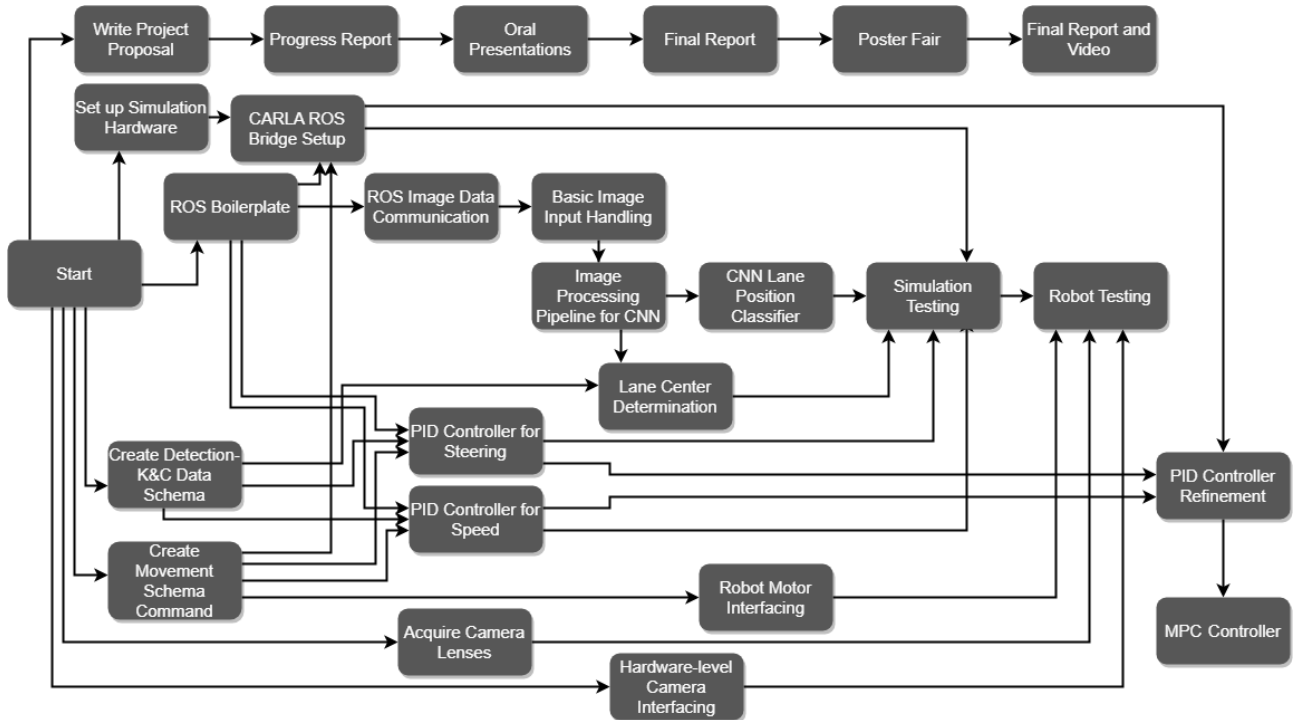 Write Project
Proposal
Progress Report
Oral
Presentations
Final Report
Poster Fair
Final Report and
Video
Set up Simulation
Hardware
CARLA ROS
Bridge Setup
ROS Boilerplate
ROS Image Data
Communication
Basic Image
Input Handling
Start
Image
Processing
Pipeline for CNN
CNN Lane
Position
Classifier
Simulation
Testing
Robot Testing
Lane Center
Determination
PID Controller for
Steering
Create Detection-
K&C Data
Schema
PID Controller
Refinement
PID Controller for
Speed
Create
Movement
Schema
Command
Robot Motor
Interfacing
MPC Controller
Acquire Camera
Lenses
Hardware-level
Camera
Interfacing